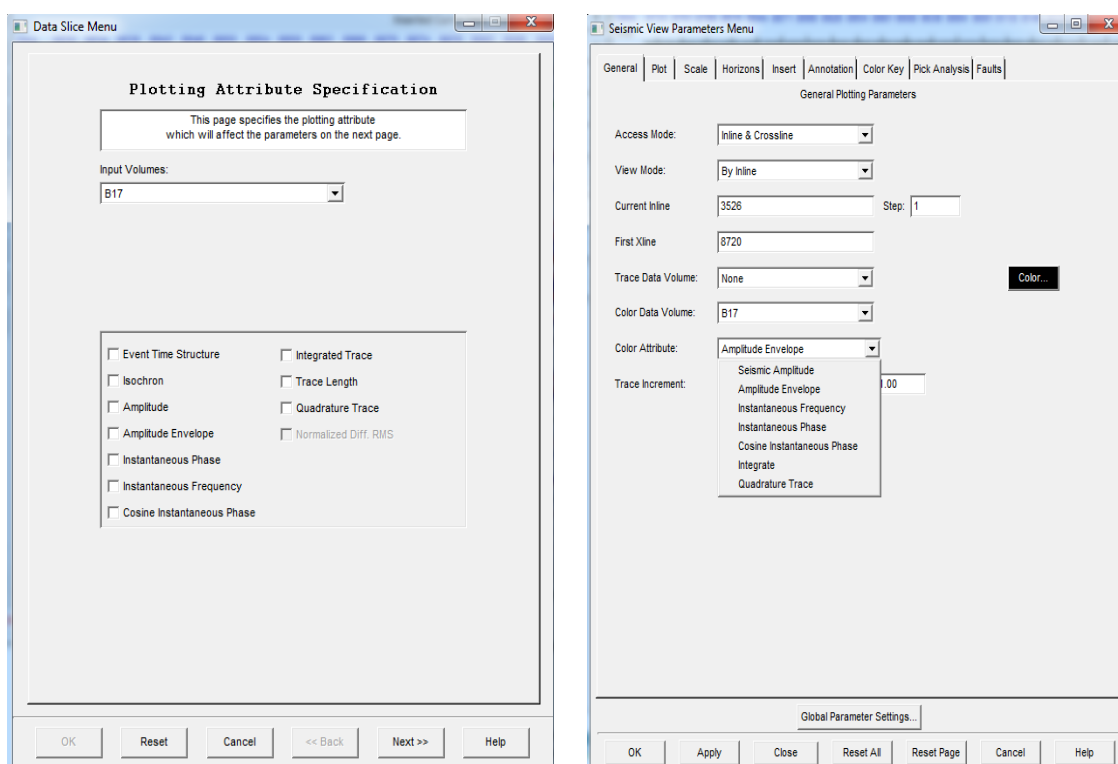 Data Slice Menu
Plotting Attribute Specification
This page specifies the plotting attribute
which will affect the parameters on the next page.
Input Volumes:
B17
Event Time Structure
Isochron
Amplitude
Amplitude Envelope
Instantaneous Phase
Instantaneous Frequency
Cosine Instantaneous Phase
Integrated Trace
Trace Length
Quadrature Trace
Normalized Diff. RMS
OK Reset Cancel << Back Next >> Help
Seismic View Parameters Menu
General Plot Scale Horizons Insert Annotation Color Key Pick Analysis Faults
General Plotting Parameters
Access Mode: Inline & Crossline
View Mode: By Inline
Current Inline 3526 Step: 1
First Xline 8720
Trace Data Volume: None Color...
Color Data Volume: B17
Color Attribute: Amplitude Envelope
Seismic Amplitude
Trace Increment: 1.00
Amplitude Envelope
Instantaneous Frequency
Instantaneous Phase
Cosine Instantaneous Phase
Integrate
Quadrature Trace
Global Parameter Settings...
OK Apply Close Reset All Reset Page Cancel Help